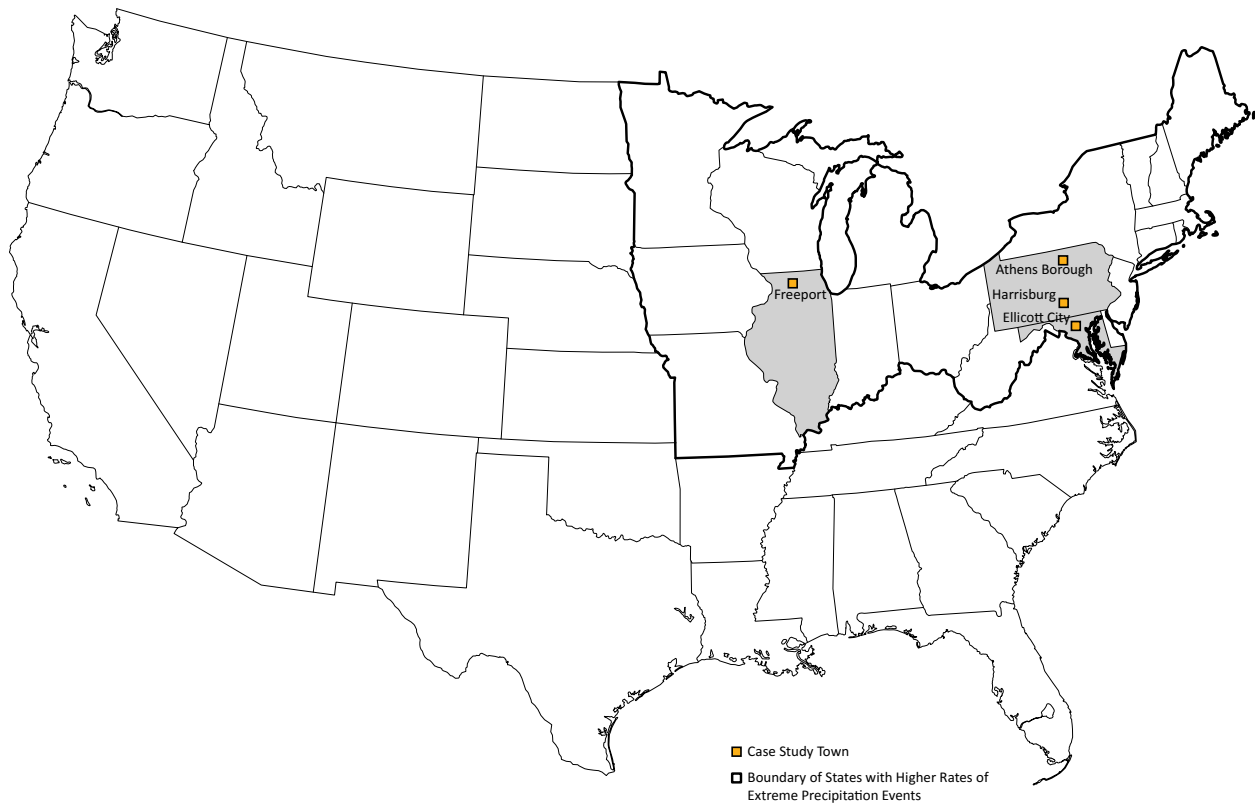 Athens Borough
Freeport
Harrisburg
Ellicott City
Case Study Town
Boundary of States with Higher Rates of
Extreme Precipitation Events